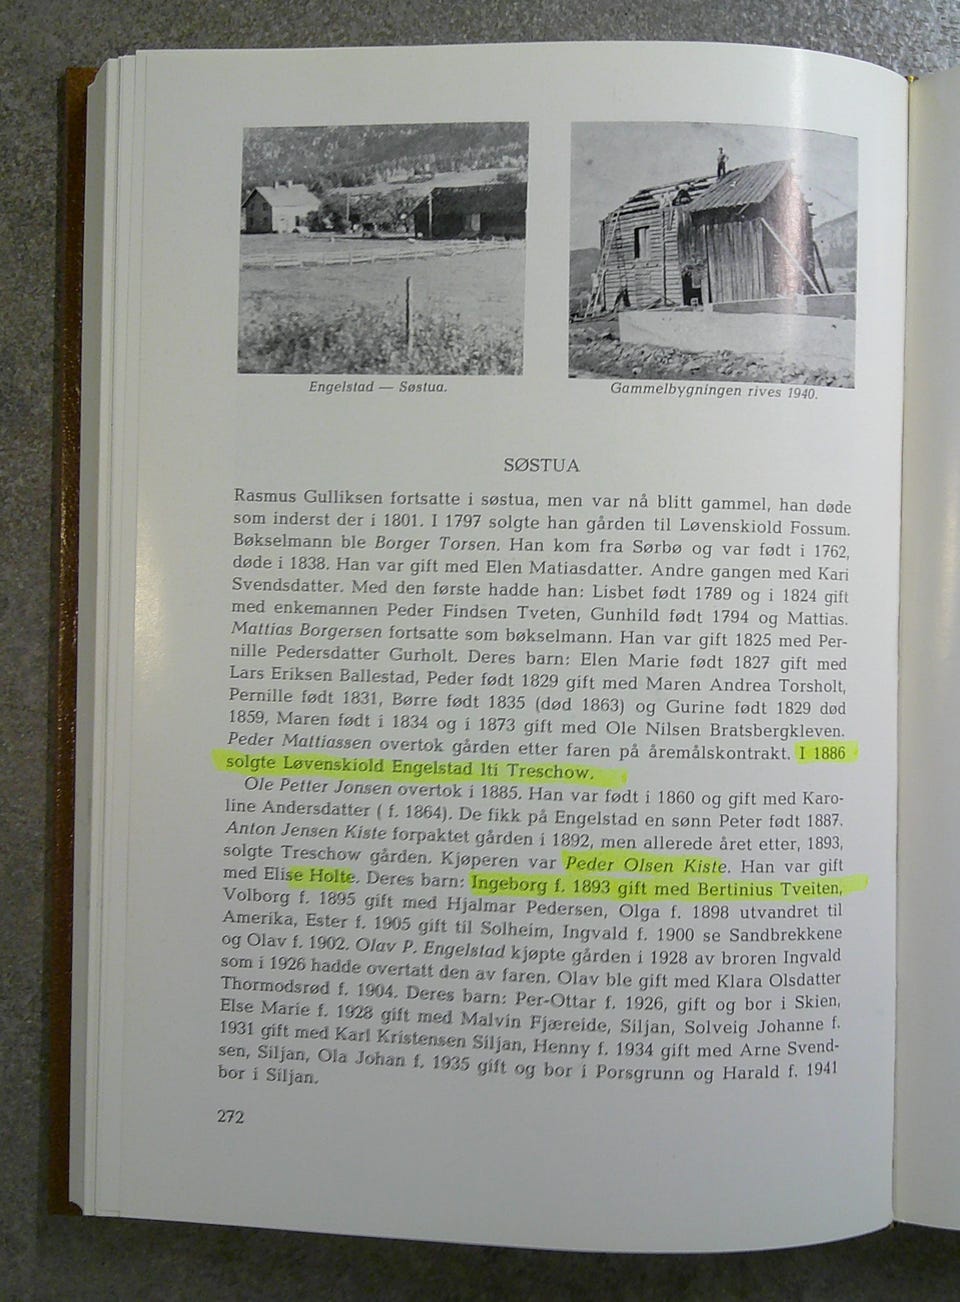 Engelstad — Søstua.
Gammelbygningen rives 1940.
SØSTUA
Rasmus Gulliksen fortsatte i søstua, men var nå blitt gammel, han døde
som inderst der i 1801. I 1797 solgte han gården til Løvenskiold Fossum.
Bøkselmann ble Borger Torsen. Han kom fra Sørbø og var født i 1762,
døde i 1838. Han var gift med Elen Matiasdatter. Andre gangen med Kari
Svendsdatter. Med den første hadde han: Lisbet født 1789 og i 1824 gift
med enkemannen Peder Findsen Tveten, Gunhild født 1794 og Mattias.
Mattias Borgersen fortsatte som bøkselmann. Han var gift 1825 med Per-
nille Pedersdatter Gurholt. Deres barn: Elen Marie født 1827 gift med
Lars Eriksen Ballestad, Peder født 1829 gift med Maren Andrea Torsholt,
Pernille født 1831, Børre født 1835 (død 1863) og Gurine født 1829 død
1859, Maren født i 1834 og i 1873 gift med Ole Nilsen Bratsbergkleven.
Peder Mattiassen overtok gården etter faren på åremålskontrakt. I 1886
solgte Løvenskiold Engelstad lti Treschow.
Ole Petter Jonsen overtok i 1885. Han var født i 1860 og gift med Karo-
line Andersdatter ( f. 1864). De fikk på Engelstad en sønn Peter født 1887.
Anton Jensen Kiste forpaktet gården i 1892, men allerede året etter, 1893,
solgte Treschow gården. Kjøperen var Peder Olsen Kiste. Han var gift
med Elise Holte. Deres barn: Ingeborg f. 1893 gift med Bertinius Tveiten,
Volborg f. 1895 gift med Hjalmar Pedersen, Olga f. 1898 utvandret til
Amerika, Ester f. 1905 gift til Solheim, Ingvald f. 1900 se Sandbrekkene
og Olav f. 1902. Olav P. Engelstad kjøpte gården i 1928 av broren Ingvald
som i 1926 hadde overtatt den av faren. Olav ble gift med Klara Olsdatter
Thormodsrød f. 1904. Deres barn: Per-Ottar f. 1926, gift og bor i Skien,
Else Marie f. 1928 gift med Malvin Fjæreide, Siljan, Solveig Johanne f.
1931 gift med Karl Kristensen Siljan, Henny f. 1934 gift med Arne Svend-
sen, Siljan, Ola Johan f. 1935 gift og bor i Porsgrunn og Harald f. 1941
bor i Siljan.
272